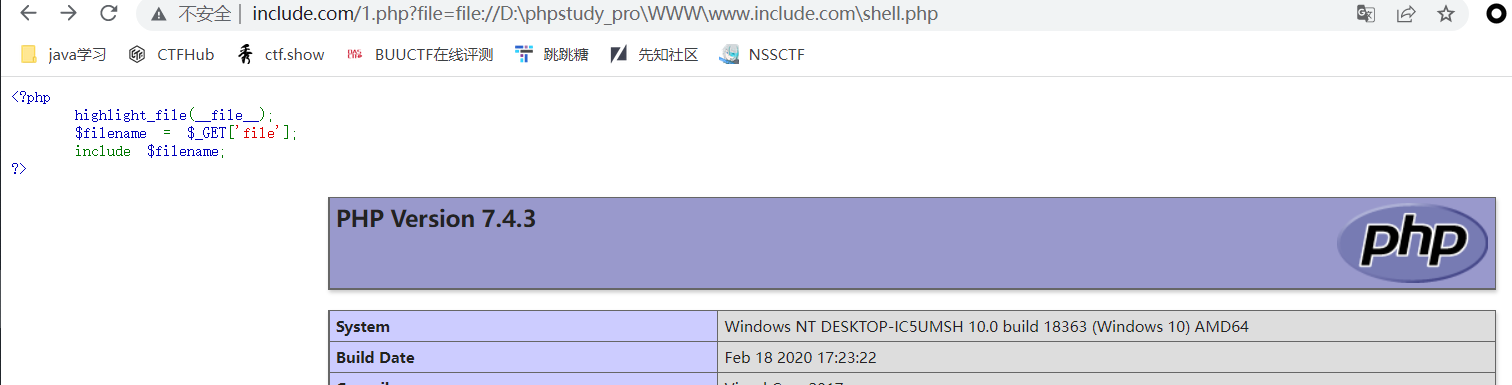 不安全 | include.com/1.php?file=file://D:\phpstudy_pro\WWW\www.include.com\shell.php
java学习 CTFHub ctf.show BUUCTF在线评测 跳跳糖 先知社区 NSSCTF
<?php
highlight_file(__file__);
$filename = $_GET['file'];
include $filename;
?>
PHP Version 7.4.3 php
System Windows NT DESKTOP-IC5UMSH 10.0 build 18363 (Windows 10) AMD64
Build Date Feb 18 2020 17:23:22